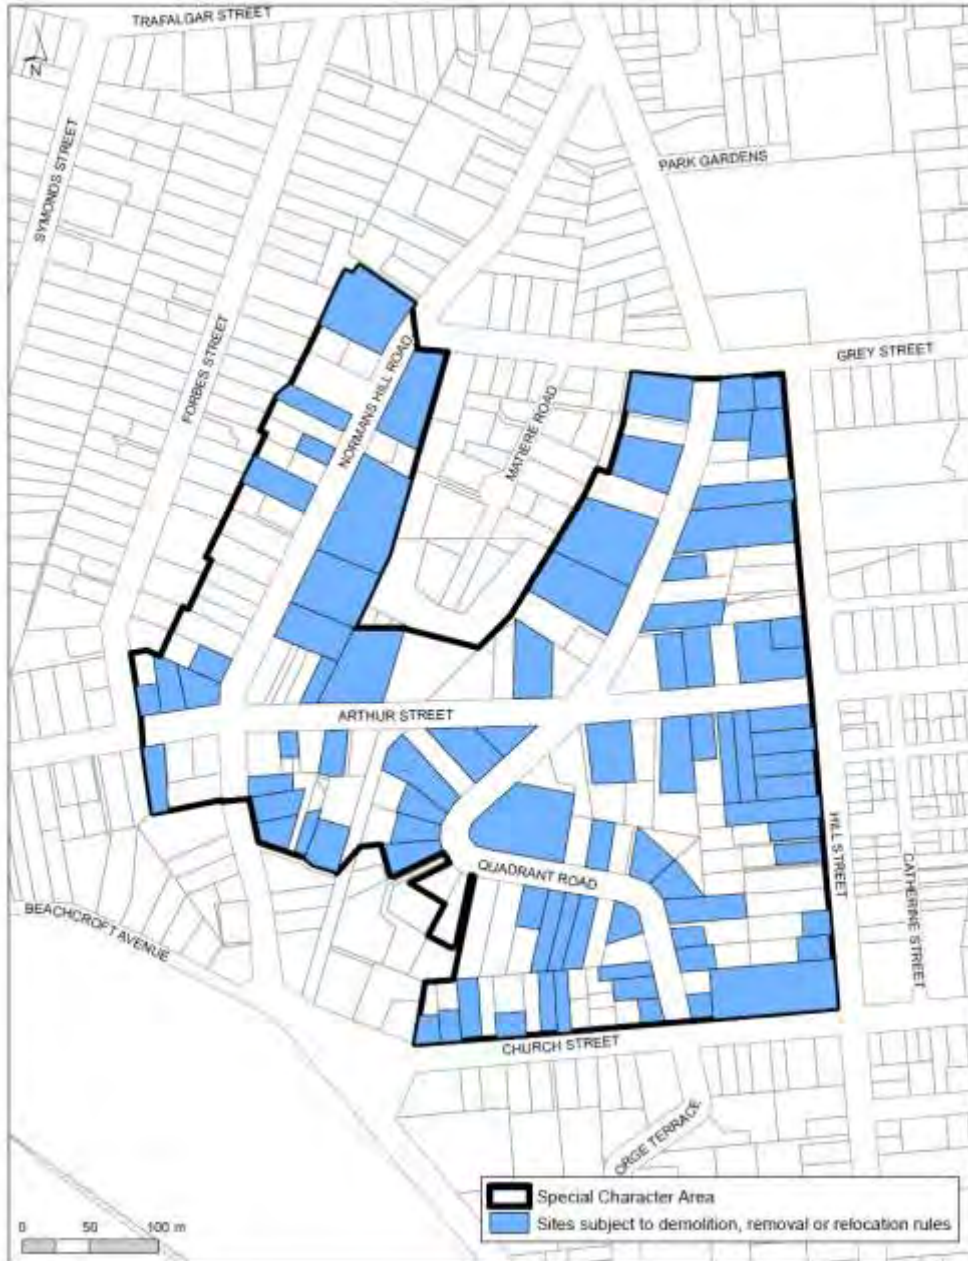 TRAFALGAR STREET
N
SYMONDS STREET
PARK GARDENS
FORBES STREET
NORMANS HILL ROAD
GREY STREET
MATIERE ROAD
ARTHUR STREET
HILL STREET
CATHERINE STREET
QUADRANT ROAD
BEACHCROFT AVENUE
CHURCH STREET
ORGE TERRACE
Special Character Area
Sites subject to demolition, removal or relocation rules
0 50 100 m